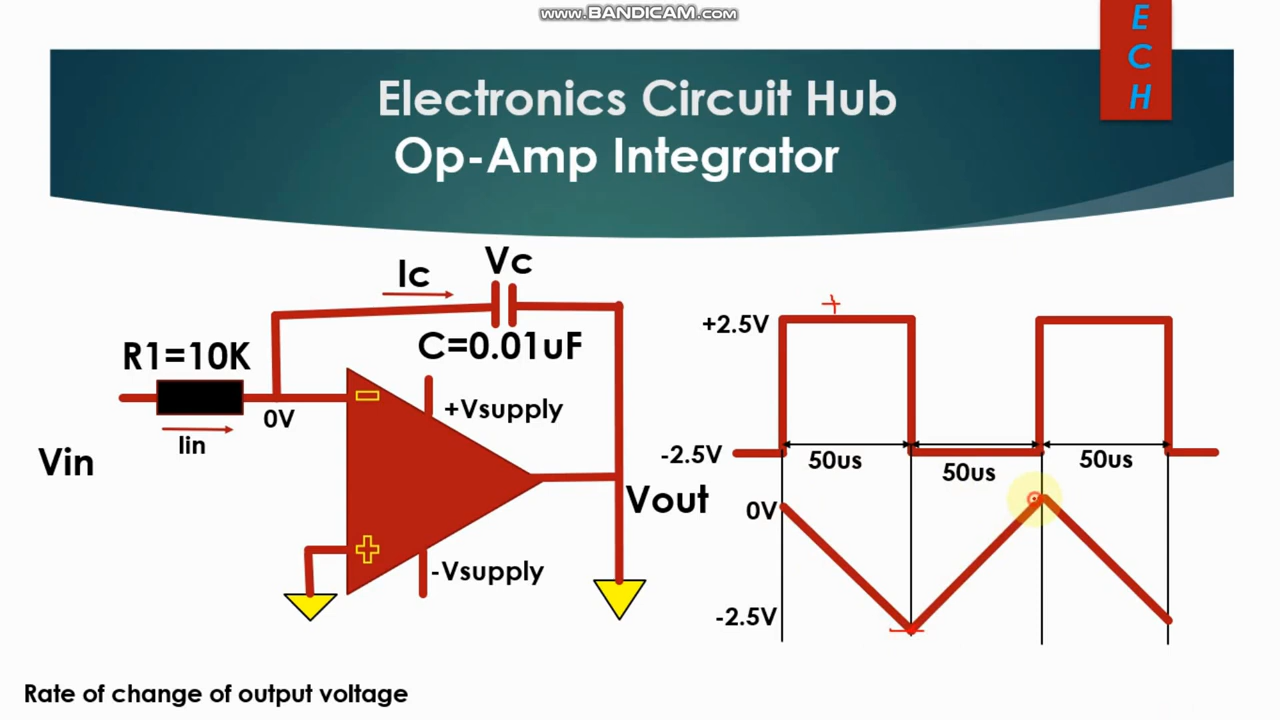 www.BANDICAM.com
E
C
H
Electronics Circuit Hub
Op-Amp Integrator
Vc
Ic
C=0.01uF
R1=10K
Iin
0V
Vin
+Vsupply
-Vsupply
Vout
+
+2.5V
-2.5V
50us
50us
50us
0V
-2.5V
Rate of change of output voltage